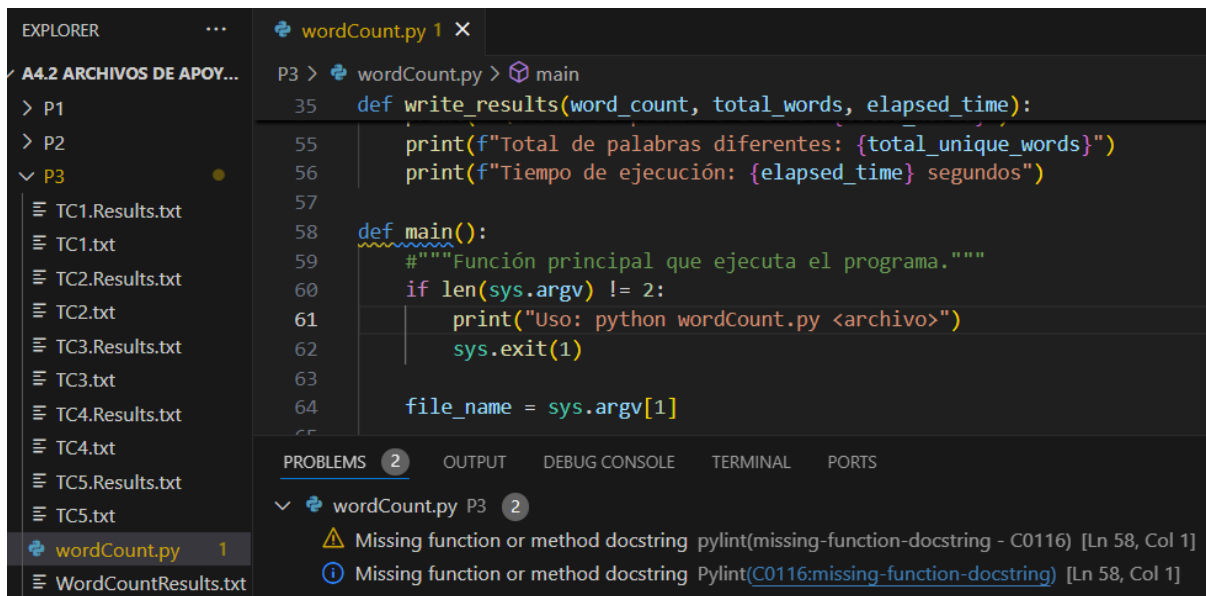 EXPLORER ...
A4.2 ARCHIVOS DE APOY...
> P1
> P2
P3
TC1.Results.txt
TC1.txt
TC2.Results.txt
TC2.txt
TC3.Results.txt
TC3.txt
TC4.Results.txt
TC4.txt
TC5.Results.txt
TC5.txt
wordCount.py 1
WordCountResults.txt
wordCount.py 1 ×
P3 > wordCount.py > main
35 def write_results(word_count, total_words, elapsed_time):
55 print(f"Total de palabras diferentes: {total_unique_words}")
56 print(f"Tiempo de ejecución: {elapsed_time} segundos")
57
58 def main():
59 #"""Función principal que ejecuta el programa."""
60 if len(sys.argv) != 2:
61 print("Uso: python wordCount.py <archivo>")
62 sys.exit(1)
63
64 file_name = sys.argv[1]
PROBLEMS 2 OUTPUT DEBUG CONSOLE TERMINAL PORTS
wordCount.py P3 2
Missing function or method docstring pylint(missing-function-docstring - C0116) [Ln 58, Col 1]
Missing function or method docstring Pylint(C0116:missing-function-docstring) [Ln 58, Col 1]